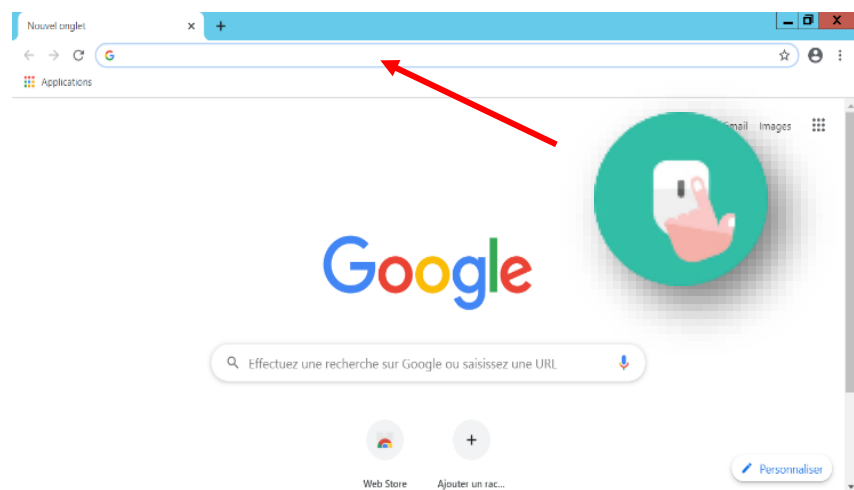 Nouvel onglet
Applications
Gmail Images
Google
Effectuez une recherche sur Google ou saisissez une URL
Web Store Ajouter un rac...
Personnaliser